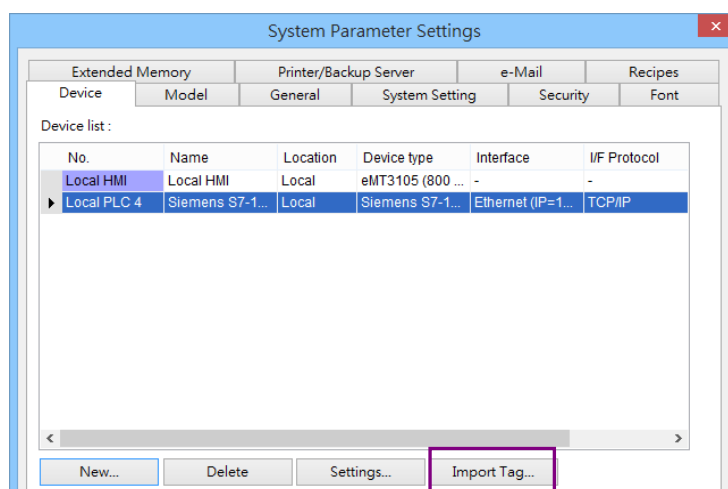 System Parameter Settings
Extended Memory Printer/Backup Server e-Mail Recipes
Device Model General System Setting Security Font
Device list :
No. Name Location Device type Interface I/F Protocol
Local HMI Local HMI Local eMT3105 (800 ... - -
Local PLC 4 Siemens S7-1... Local Siemens S7-1... Ethernet (IP=1... TCP/IP
New... Delete Settings... Import Tag...